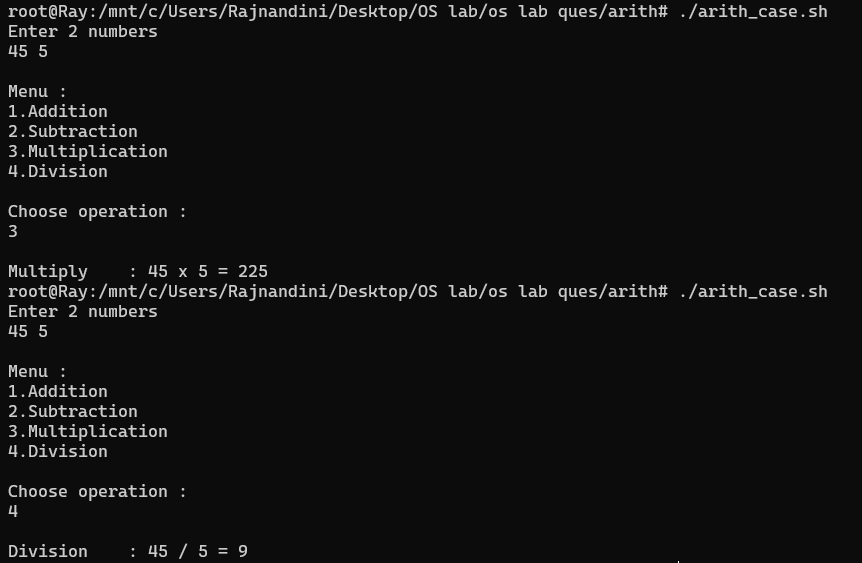 root@Ray:/mnt/c/Users/Rajnandini/Desktop/OS lab/os lab ques/arith# ./arith_case.sh
Enter 2 numbers
45 5
Menu :
1.Addition
2.Subtraction
3.Multiplication
4.Division
Choose operation :
3
Multiply    : 45 x 5 = 225
root@Ray:/mnt/c/Users/Rajnandini/Desktop/OS lab/os lab ques/arith# ./arith_case.sh
Enter 2 numbers
45 5
Menu :
1.Addition
2.Subtraction
3.Multiplication
4.Division
Choose operation :
4
Division    : 45 / 5 = 9